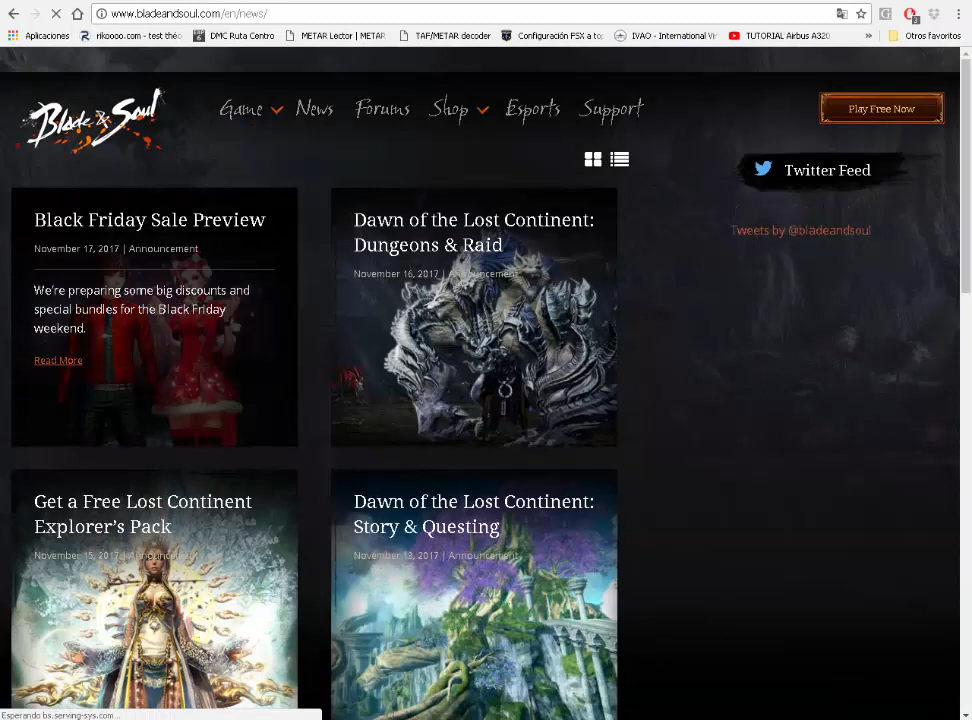 www.bladeandsoul.com/en/news/
Aplicaciones
rikoooo.com - test thé
DMC Ruta Centro
METAR Lector | METAR
TAF/METAR decoder
Configuración FSX a to
IVAO - International Vir
TUTORIAL Airbus A320
»
Otros favoritos
Blade & Soul
Game
News
Forums
Shop
Esports
Support
Play Free Now
Twitter Feed
Tweets by @bladeandsoul
Black Friday Sale Preview
November 17, 2017 | Announcement
We're preparing some big discounts and
special bundles for the Black Friday
weekend.
Read More
Dawn of the Lost Continent:
Dungeons & Raid
November 16, 2017 | Announcement
Get a Free Lost Continent
Explorer's Pack
November 15, 2017 | Announcement
Dawn of the Lost Continent:
Story & Questing
November 13, 2017 | Announcement
Esperando bs.serving-sys.com...